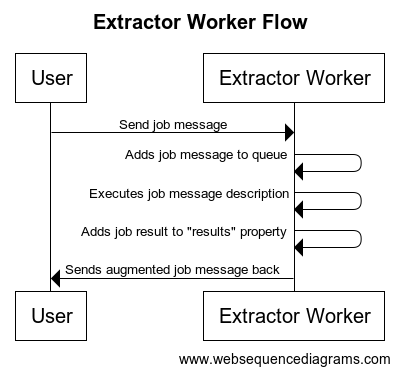 Extractor Worker Flow
User
Extractor Worker
Send job message
Adds job message to queue
Executes job message description
Adds job result to "results" property
Sends augmented job message back
User
Extractor Worker
www.websequencediagrams.com